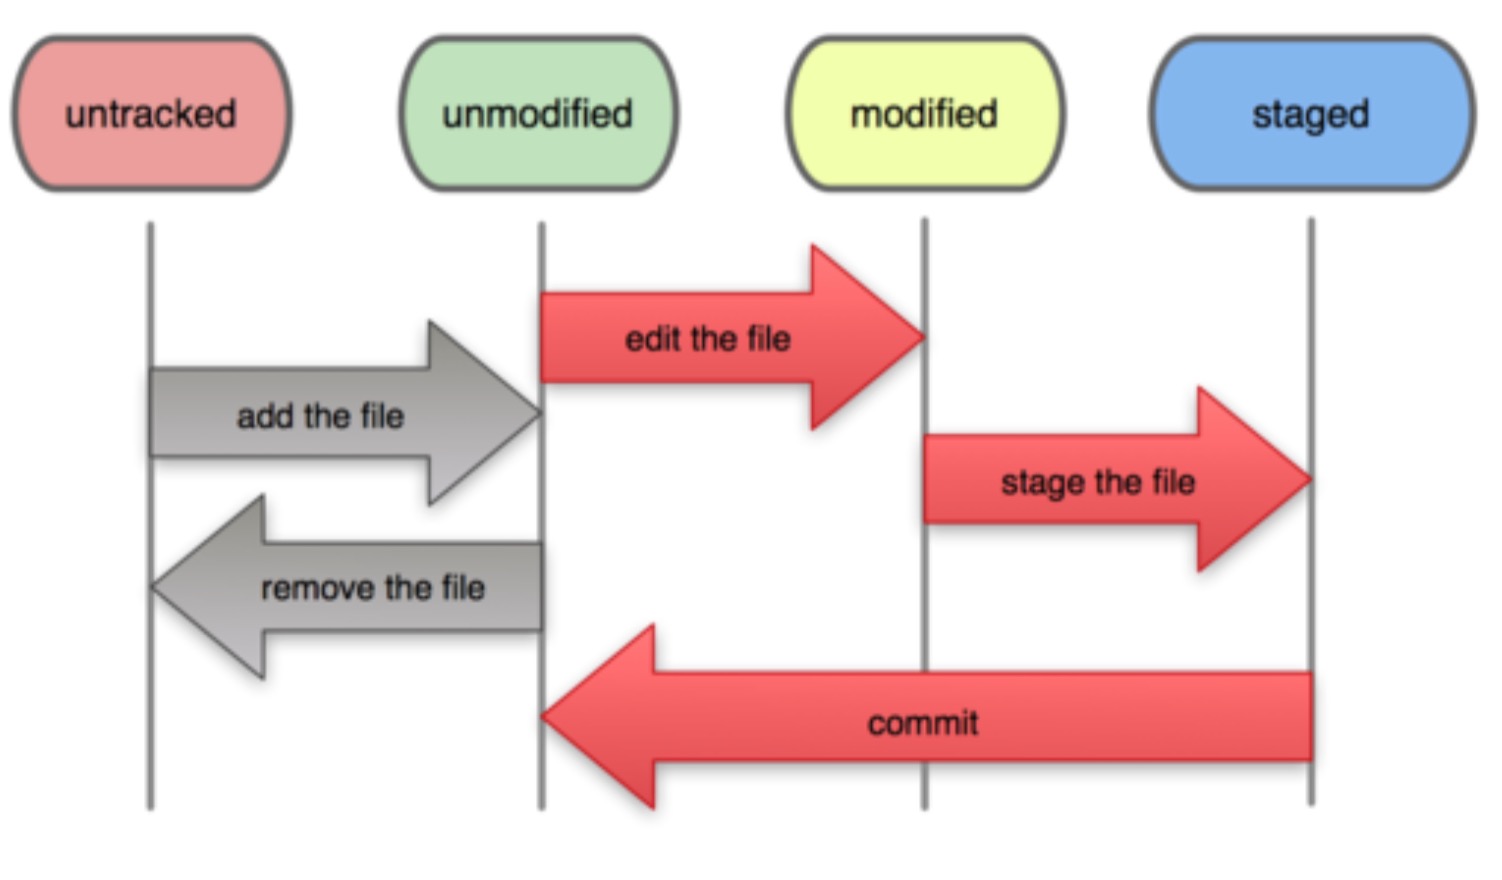 untracked
unmodified
modified
staged
edit the file
add the file
stage the file
remove the file
commit